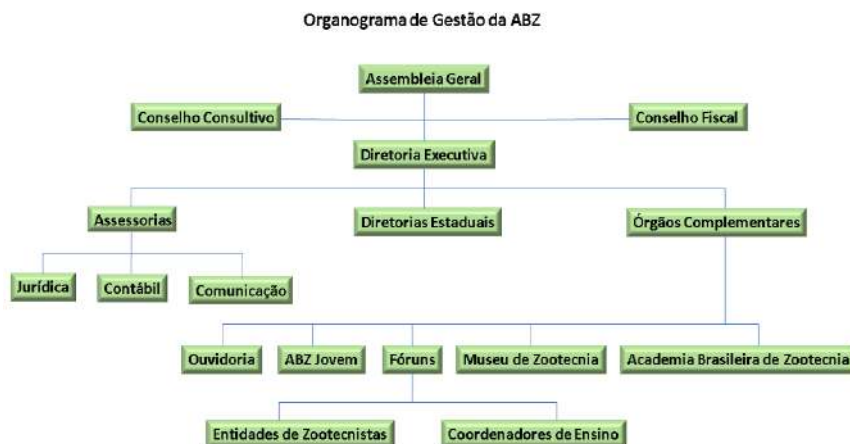 Organograma de Gestão da ABZ
Assembleia Geral
Conselho Consultivo
Conselho Fiscal
Diretoria Executiva
Assessorias
Diretorias Estaduais
Órgãos Complementares
Jurídica
Contábil
Comunicação
Ouvidoria
ABZ Jovem
Fóruns
Museu de Zootecnia
Academia Brasileira de Zootecnia
Entidades de Zootecnistas
Coordenadores de Ensino